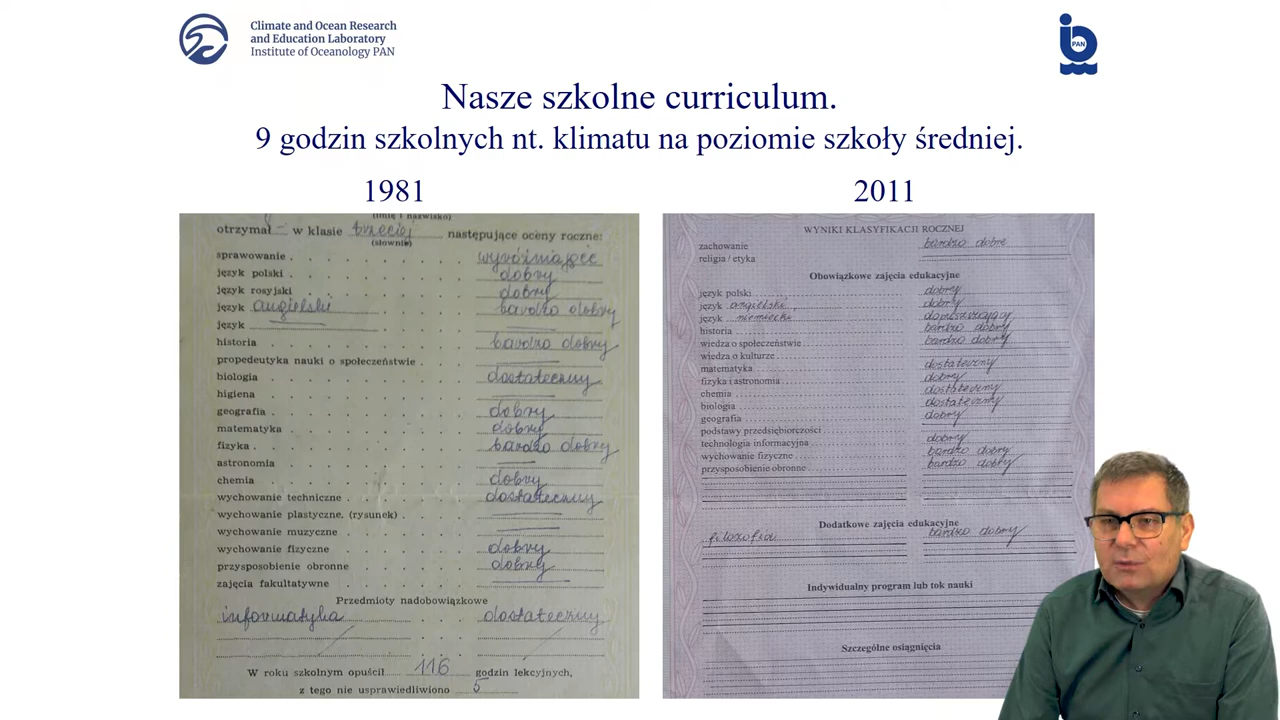 Climate and Ocean Research
and Education Laboratory
Institute of Oceanology PAN
PAN
Nasze szkolne curriculum.
9 godzin szkolnych nt. klimatu na poziomie szkoły średniej.
1981
2011
(imię i nazwisko)
otrzymał - w klasie trzeciej następujące oceny roczne:
(słownie)
sprawowanie wyróżniające
język polski dobry
język rosyjski dobry
język angielski bardzo dobry
język
historia bardzo dobry
propedeutyka nauki o społeczeństwie
biologia dostateczny
higiena
geografia dobry
matematyka dobry
fizyka bardzo dobry
astronomia
chemia dobry
wychowanie techniczne dostateczny
wychowanie plastyczne, (rysunek)
wychowanie muzyczne
wychowanie fizyczne dobry
przysposobienie obronne dobry
zajęcia fakultatywne
Przedmioty nadobowiązkowe
informatyka dostateczny
W roku szkolnym opuścił 116 godzin lekcyjnych,
z tego nie usprawiedliwiono 5
WYNIKI KLASYFIKACJI ROCZNEJ
zachowanie bardzo dobre
religia / etyka
Obowiązkowe zajęcia edukacyjne
język polski dobry
język angielski dobry
język niemiecki dopuszczający
historia bardzo dobry
wiedza o społeczeństwie bardzo dobry
wiedza o kulturze
matematyka dostateczny
fizyka i astronomia dobry
chemia dostateczny
biologia dostateczny
geografia dobry
podstawy przedsiębiorczości
technologia informacyjna dobry
wychowanie fizyczne bardzo dobry
przysposobienie obronne bardzo dobry
Dodatkowe zajęcia edukacyjne
filozofia bardzo dobry
Indywidualny program lub tok nauki
Szczególne osiągnięcia